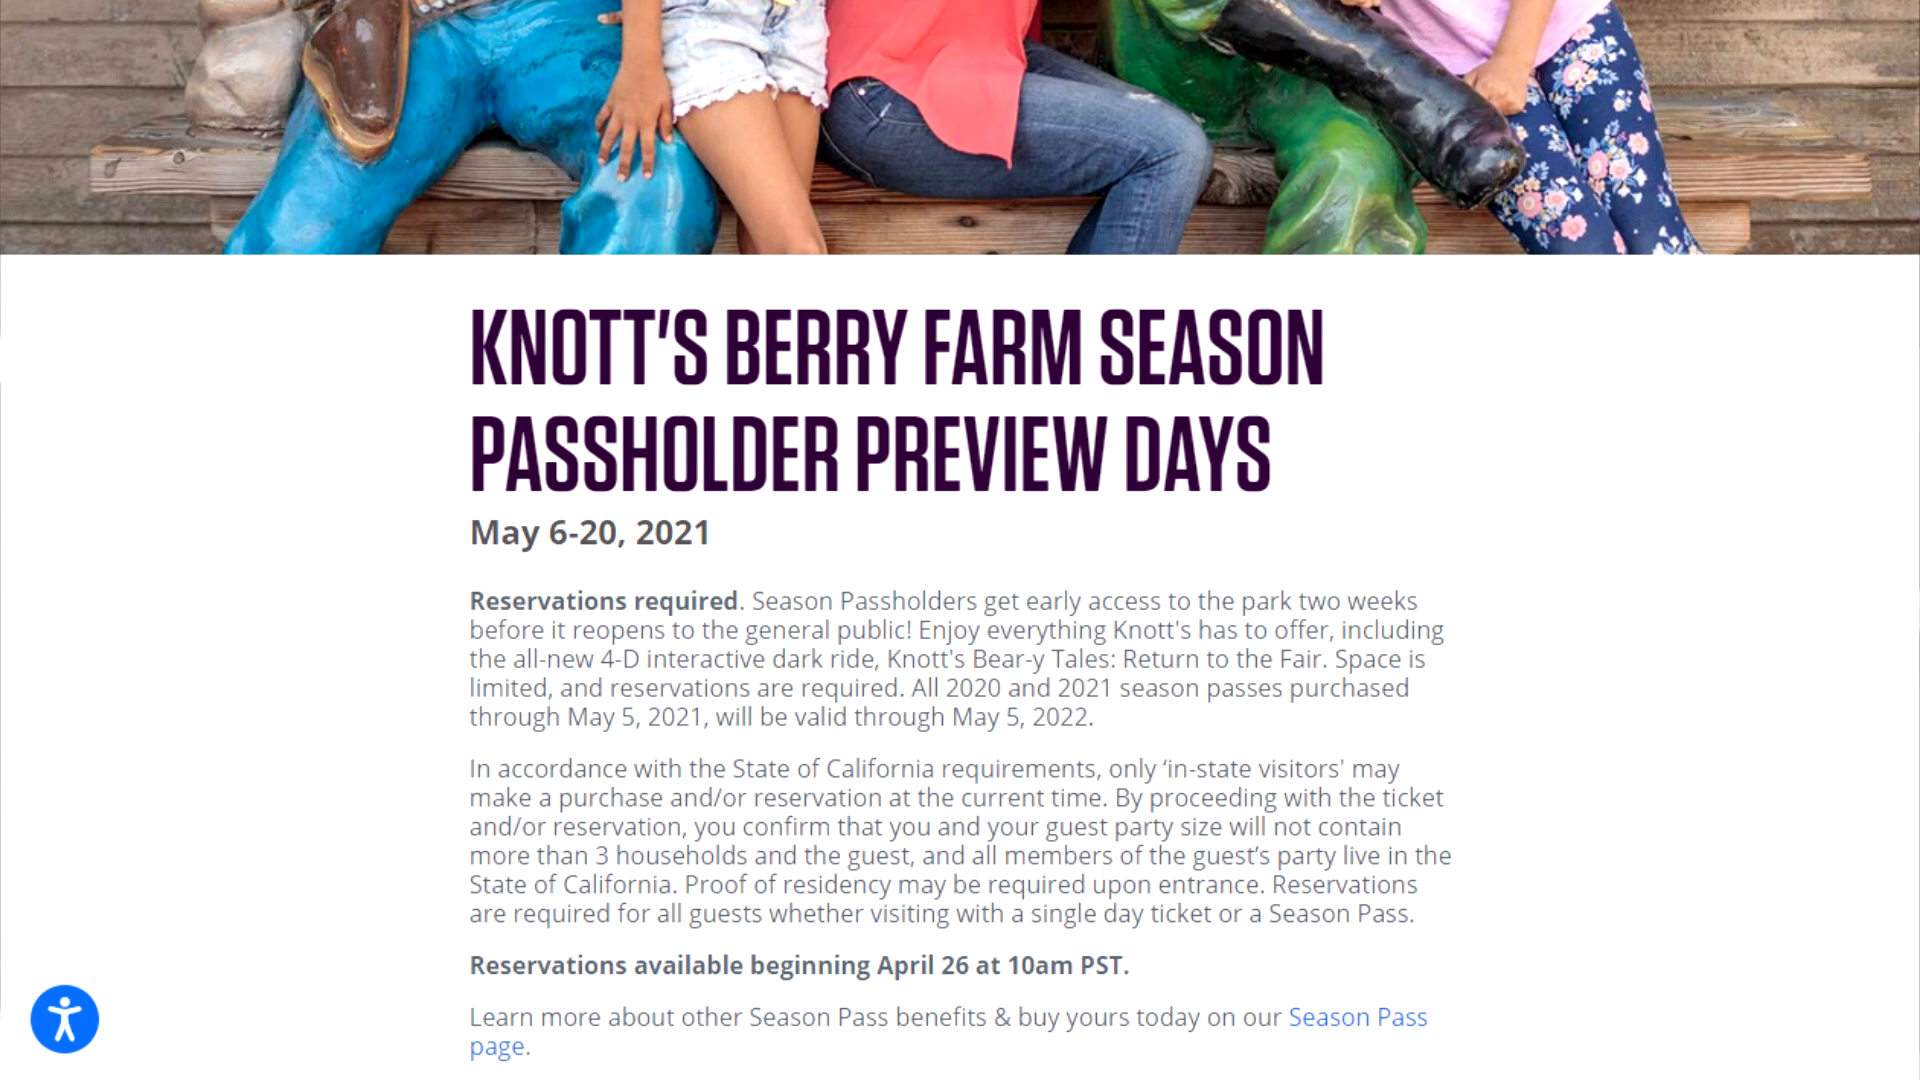 KNOTT'S BERRY FARM SEASON
PASSHOLDER PREVIEW DAYS
May 6-20, 2021
Reservations required. Season Passholders get early access to the park two weeks
before it reopens to the general public! Enjoy everything Knott's has to offer, including
the all-new 4-D interactive dark ride, Knott's Bear-y Tales: Return to the Fair. Space is
limited, and reservations are required. All 2020 and 2021 season passes purchased
through May 5, 2021, will be valid through May 5, 2022.
In accordance with the State of California requirements, only ‘in-state visitors' may
make a purchase and/or reservation at the current time. By proceeding with the ticket
and/or reservation, you confirm that you and your guest party size will not contain
more than 3 households and the guest, and all members of the guest’s party live in the
State of California. Proof of residency may be required upon entrance. Reservations
are required for all guests whether visiting with a single day ticket or a Season Pass.
Reservations available beginning April 26 at 10am PST.
Learn more about other Season Pass benefits & buy yours today on our Season Pass
page.